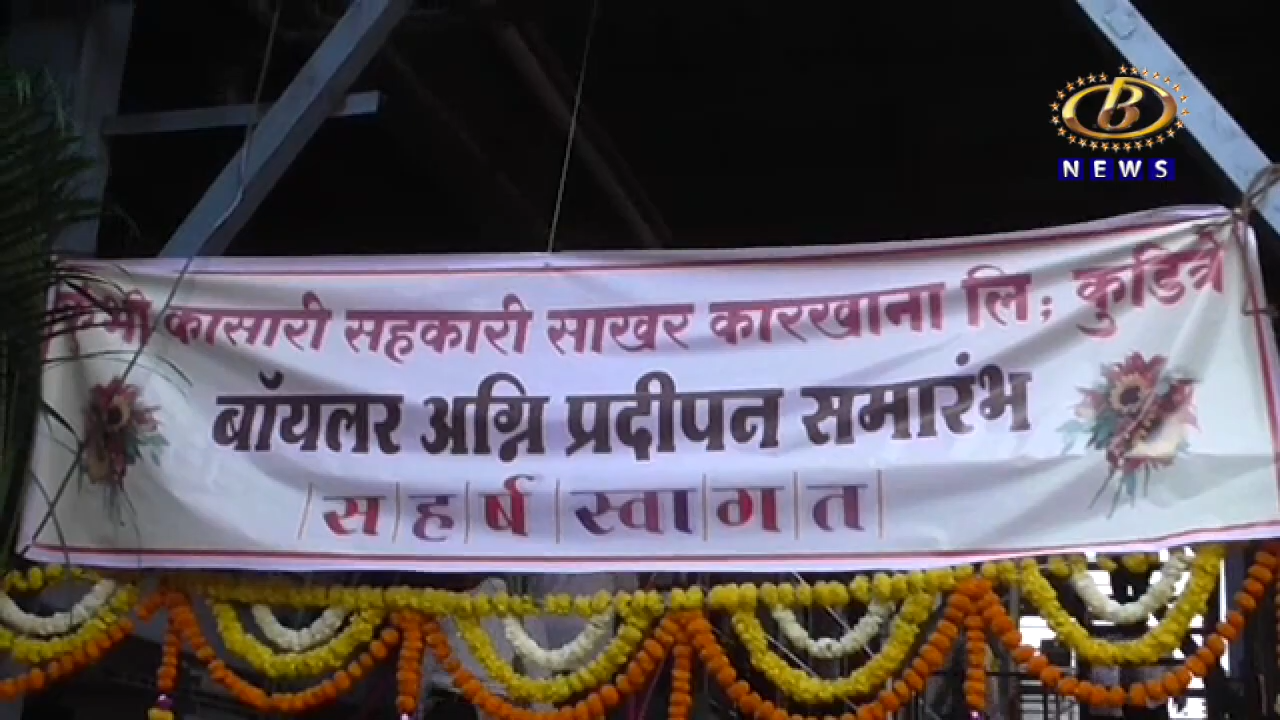 B
NEWS
कुंभी कासारी सहकारी साखर कारखाना लि; कुडित्रे
बॉयलर अग्नि प्रदीपन समारंभ
सहर्ष स्वागत